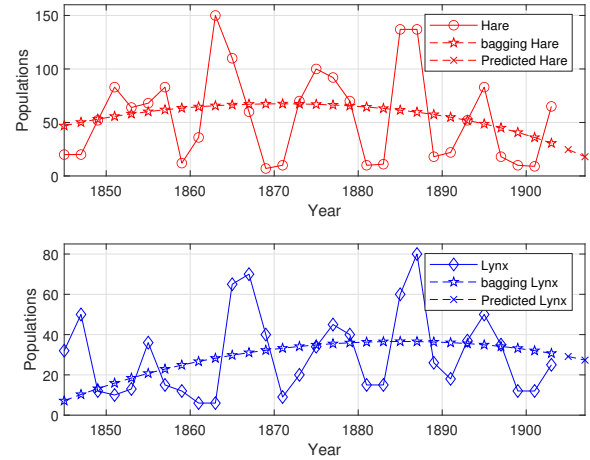 150
100
50
0
Populations
1850
1860
1870
1880
1890
1900
Year
Hare
bagging Hare
Predicted Hare
80
60
40
20
0
Populations
1850
1860
1870
1880
1890
1900
Year
Lynx
bagging Lynx
Predicted Lynx